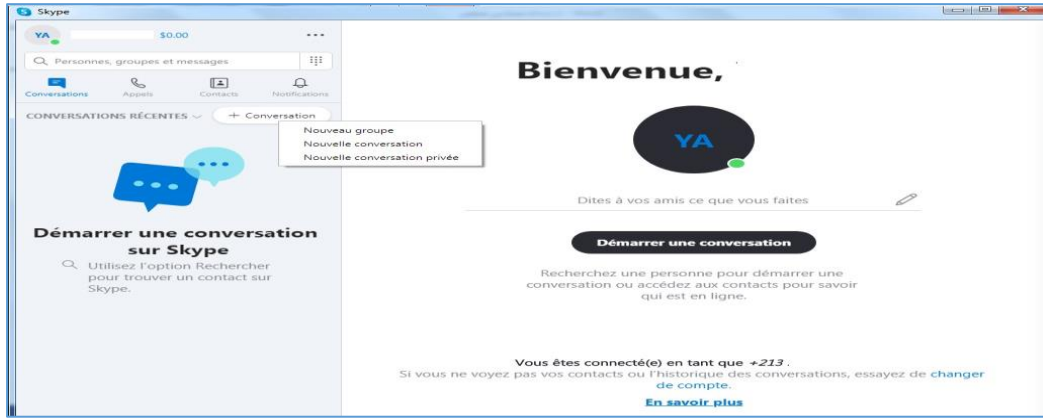 Skype
YA
$0.00
Personnes, groupes et messages
Conversations
Appels
Contacts
Notifications
CONVERSATIONS RÉCENTES
+ Conversation
Nouveau groupe
Nouvelle conversation
Nouvelle conversation privée
Démarrer une conversation
sur Skype
Utilisez l'option Rechercher
pour trouver un contact sur
Skype.
Bienvenue,
YA
Dites à vos amis ce que vous faites
Démarrer une conversation
Recherchez une personne pour démarrer une
conversation ou accédez aux contacts pour savoir
qui est en ligne.
Vous êtes connecté(e) en tant que +213 .
Si vous ne voyez pas vos contacts ou l'historique des conversations, essayez de changer
de compte.
En savoir plus